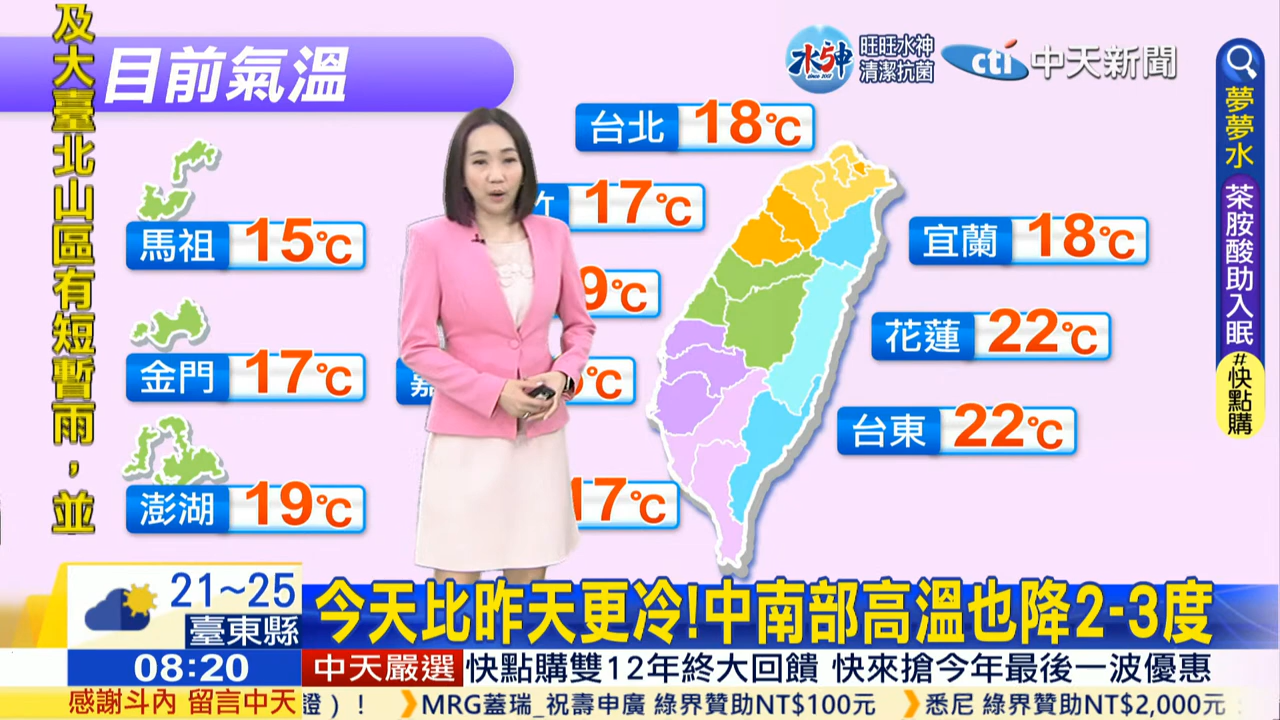 及大臺北山區有短暫雨，並
目前氣溫
水神
since 2017
旺旺水神
清潔抗菌
cti 中天新聞
夢夢水
茶胺酸助入眠
#快點購
台北 18℃
竹 17℃
馬祖 15℃
宜蘭 18℃
9℃
花蓮 22℃
金門 17℃
嘉 ℃
台東 22℃
澎湖 19℃
17℃
21~25
臺東縣
今天比昨天更冷!中南部高溫也降2-3度
08:20
中天嚴選 快點購雙12年終大回饋 快來搶今年最後一波優惠
感謝斗內 留言中天
證）！ MRG蓋瑞_祝壽申廣 綠界贊助NT$100元 悉尼 綠界贊助NT$2,000元